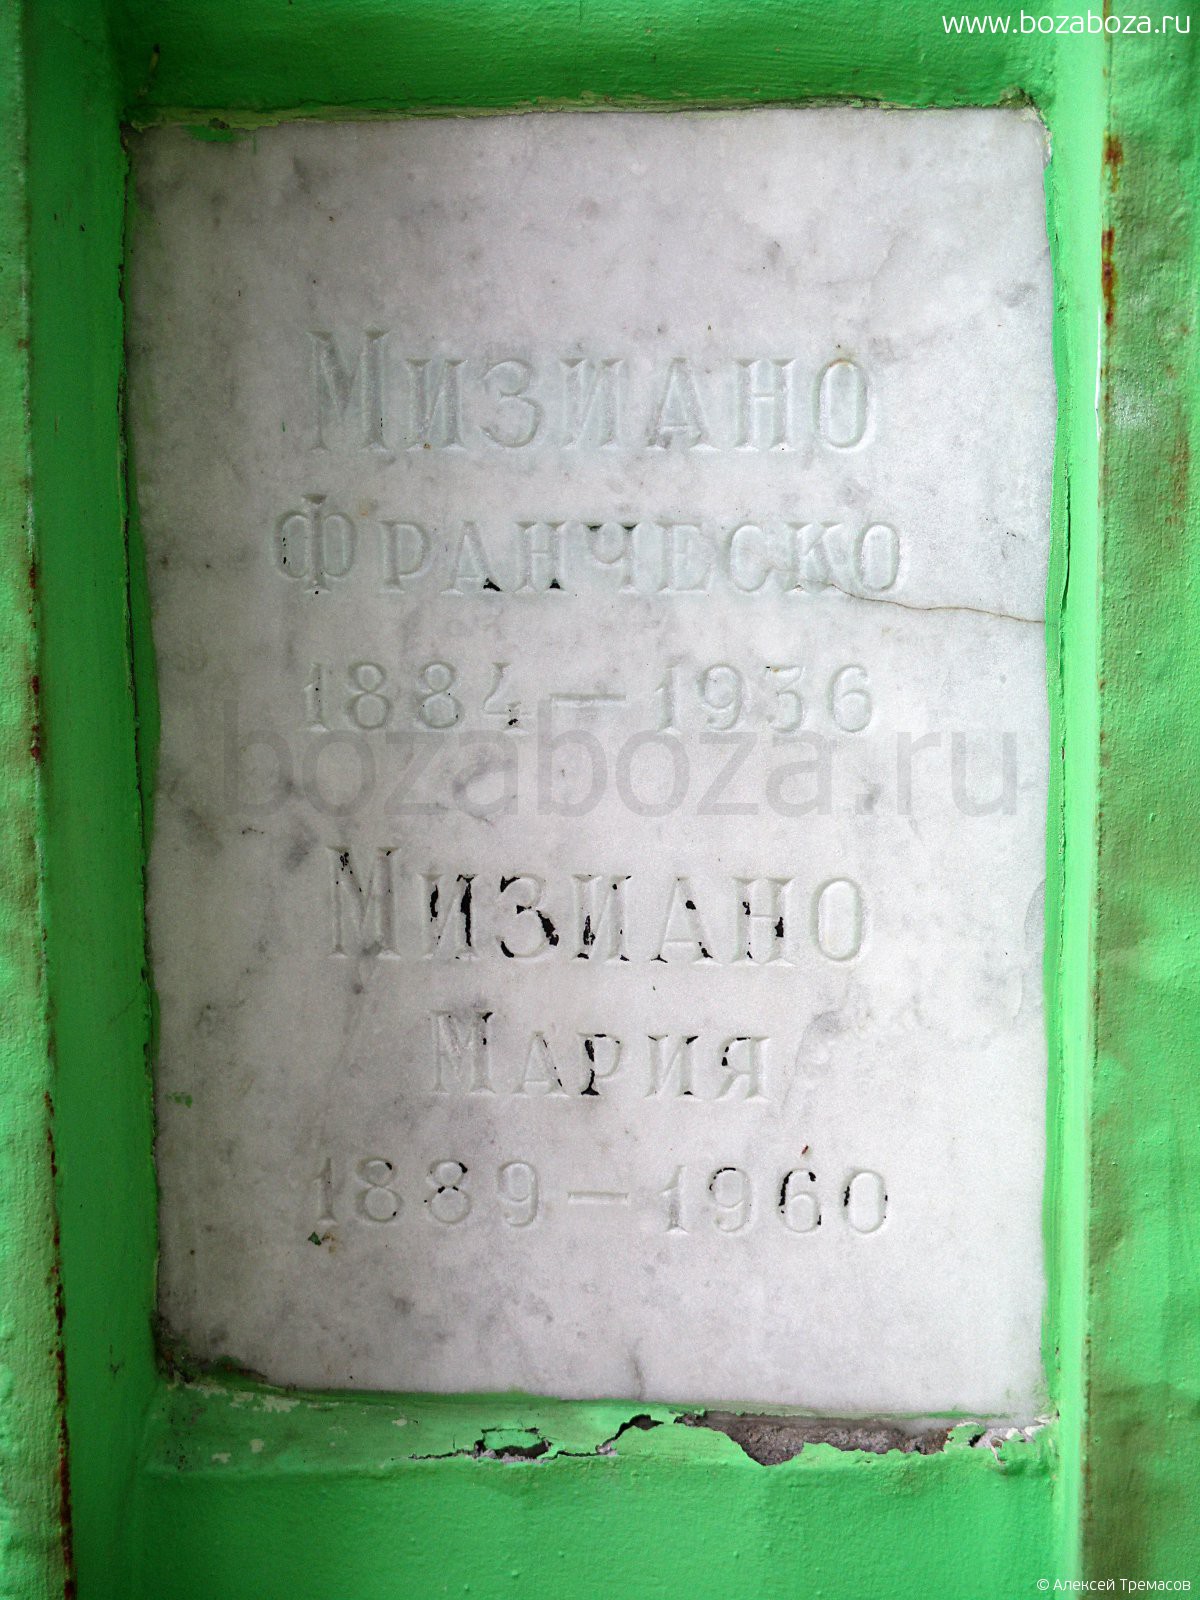 www.bozaboza.ru
Мизиано
Франческо
1884 — 1936
bozaboza.ru
Мизиано
Мария
1889 — 1960
© Алексей Тремасов